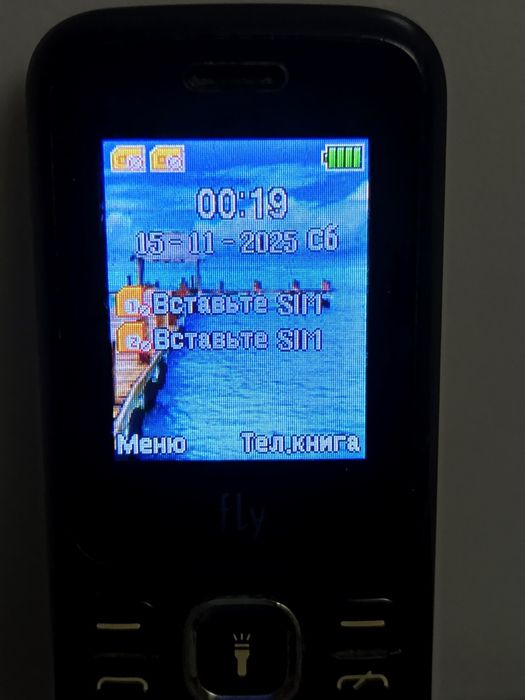 00:19
15-11-2025 Сб
1 Вставьте SIM
2 Вставьте SIM
Меню Тел.книга
fly